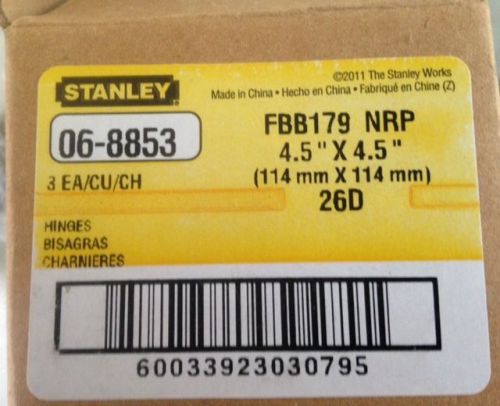 ©2011 The Stanley Works
Made in China • Hecho en China • Fabriqué en Chine (Z)
STANLEY
06-8853
3 EA/CU/CH
FBB179 NRP
4.5" X 4.5"
(114 mm X 114 mm)
26D
HINGES
BISAGRAS
CHARNIERES
60033923030795